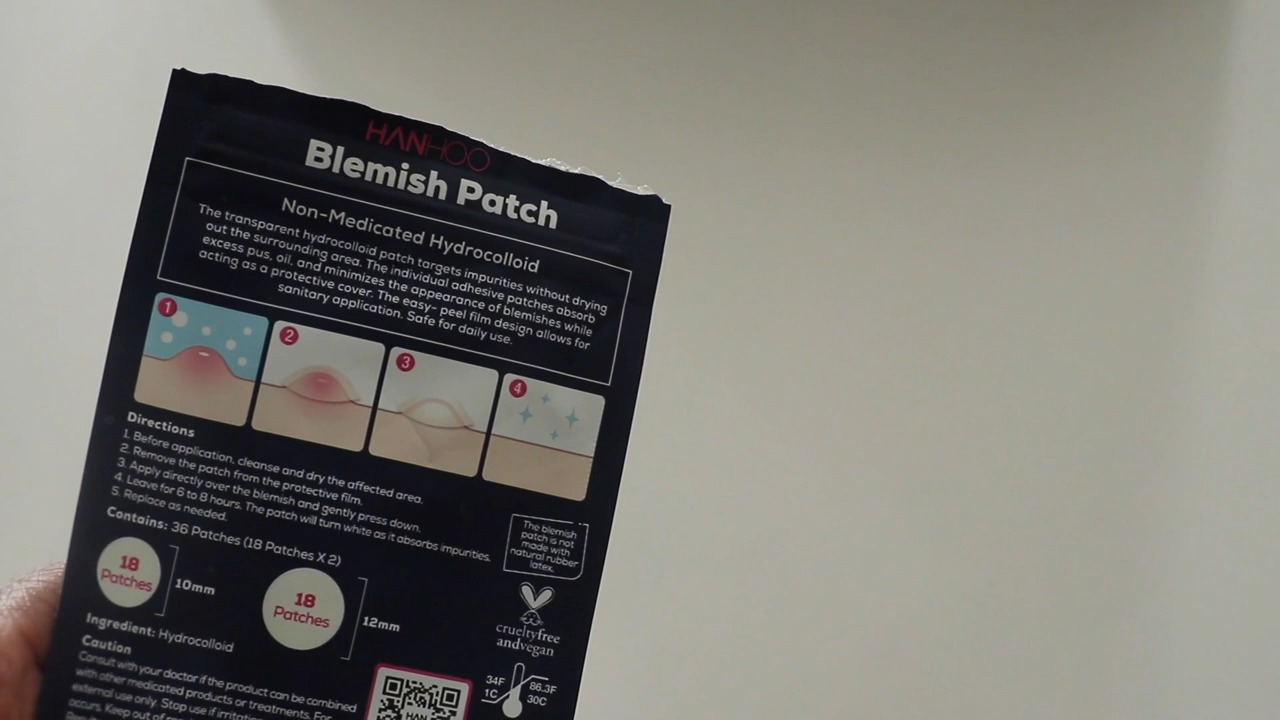 HANHOO
Blemish Patch
Non-Medicated Hydrocolloid
The transparent hydrocolloid patch targets impurities without drying
out the surrounding area. The individual adhesive patches absorb
excess pus, oil, and minimizes the appearance of blemishes while
acting as a protective cover. The easy- peel film design allows for
sanitary application. Safe for daily use.
1
2
3
4
Directions
1. Before application, cleanse and dry the affected area.
2. Remove the patch from the protective film.
3. Apply directly over the blemish and gently press down.
4. Leave for 6 to 8 hours. The patch will turn white as it absorbs impurities.
5. Replace as needed.
Contains: 36 Patches (18 Patches X 2)
18
Patches
10mm
18
Patches
12mm
The blemish
patch is not
made with
natural rubber
latex.
crueltyfree
andvegan
Ingredient: Hydrocolloid
Caution
Consult with your doctor if the product can be combined
with other medicated products or treatments. For
external use only. Stop use if irritation
occurs. Keep out of
HAN
34F
1C
86.3F
30C